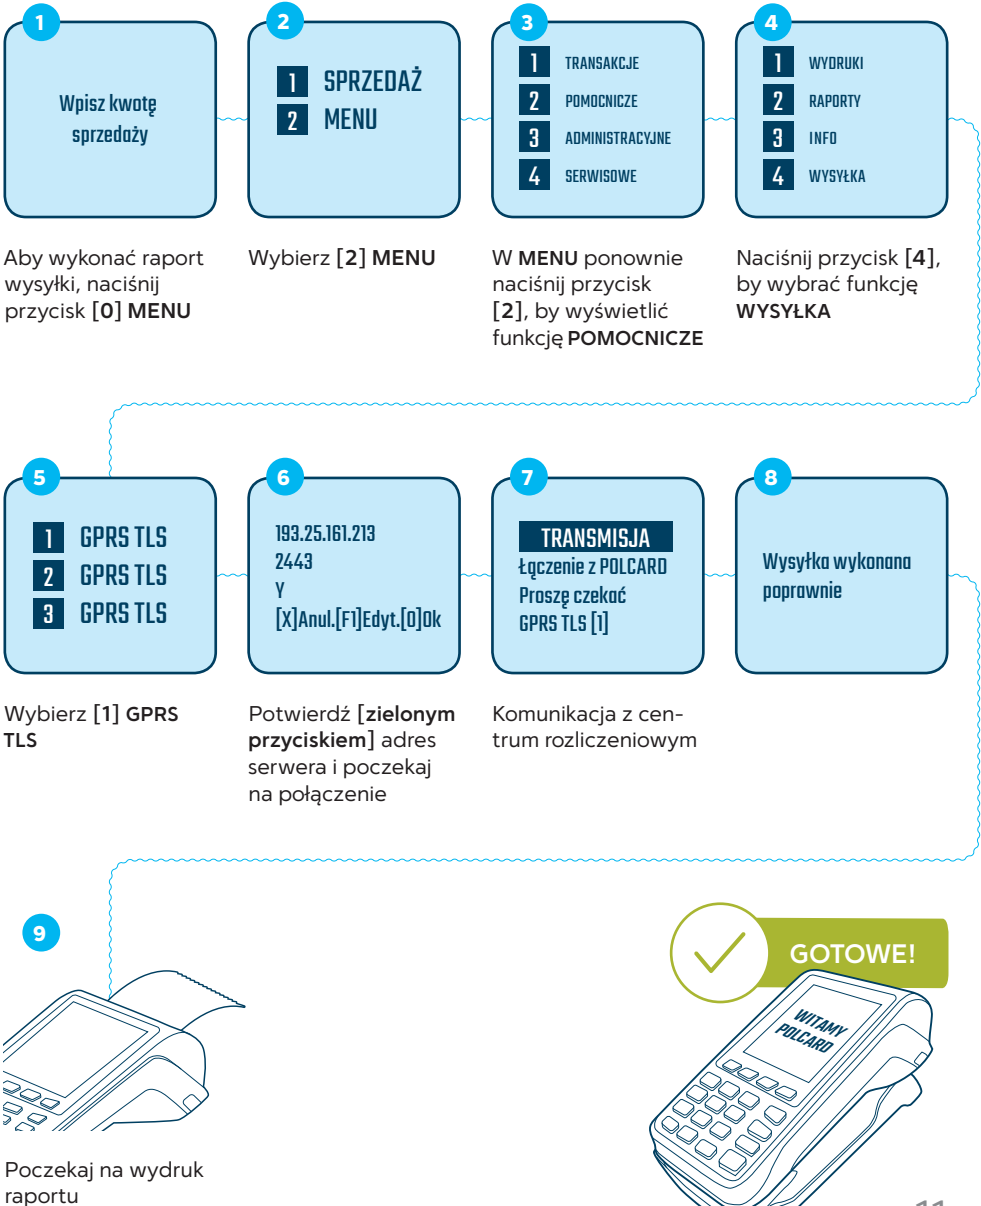 1
Wpisz kwotę
sprzedaży
Aby wykonać raport
wysyłki, naciśnij
przycisk [0] MENU
2
1 SPRZEDAŻ
2 MENU
Wybierz [2] MENU
3
1 TRANSAKCJE
2 POMOCNICZE
3 ADMINISTRACYJNE
4 SERWISOWE
W MENU ponownie
naciśnij przycisk
[2], by wyświetlić
funkcję POMOCNICZE
4
1 WYDRUKI
2 RAPORTY
3 INFO
4 WYSYŁKA
Naciśnij przycisk [4],
by wybrać funkcję
WYSYŁKA
5
1 GPRS TLS
2 GPRS TLS
3 GPRS TLS
Wybierz [1] GPRS
TLS
6
193.25.161.213
2443
Y
[X]Anul.[F1]Edyt.[0]Ok
Potwierdź [zielonym
przyciskiem] adres
serwera i poczekaj
na połączenie
7
TRANSMISJA
Łączenie z POLCARD
Proszę czekać
GPRS TLS [1]
Komunikacja z cen-
trum rozliczeniowym
8
Wysyłka wykonana
poprawnie
9
Poczekaj na wydruk
raportu
GOTOWE!
WITAMY
POLCARD
11